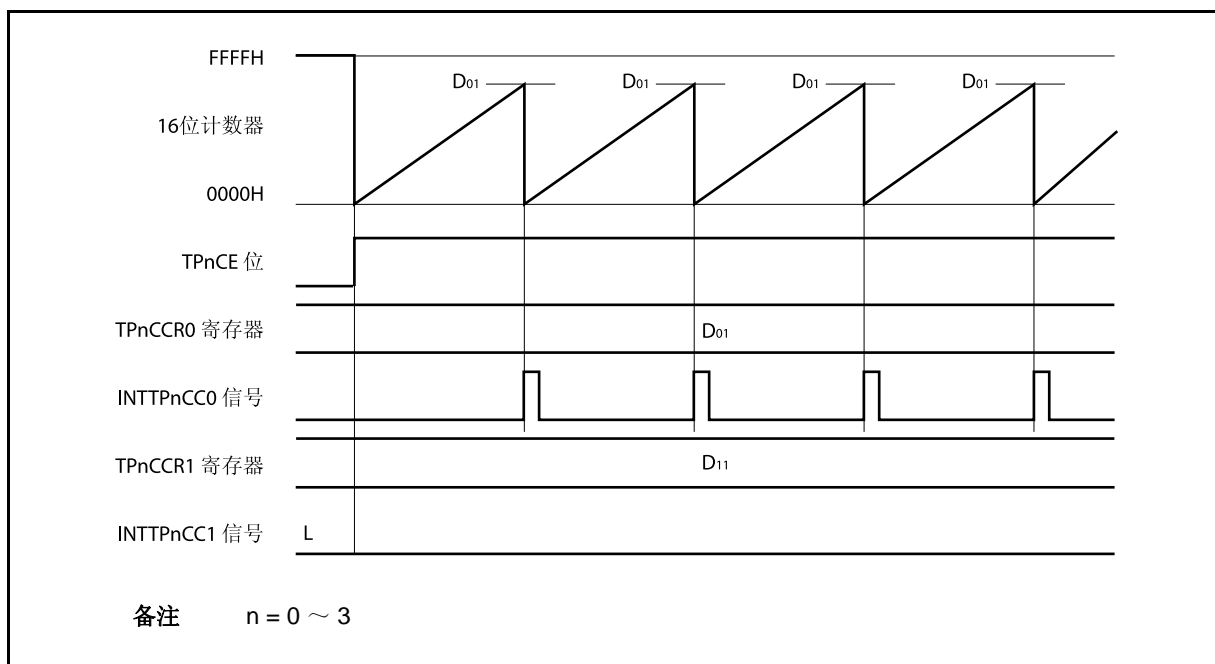 FFFFH
D01 D01 D01 D01
16位计数器
0000H
TPnCE 位
TPnCCR0 寄存器
D01
INTTPnCC0 信号
TPnCCR1 寄存器
D11
INTTPnCC1 信号
L
备注 n = 0 ～ 3